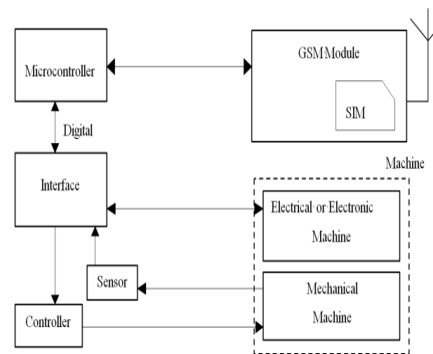 GSM Module
Microcontroller
SIM
Digital
Machine
Interface
Electrical or Electronic
Machine
Sensor
Mechanical
Machine
Controller